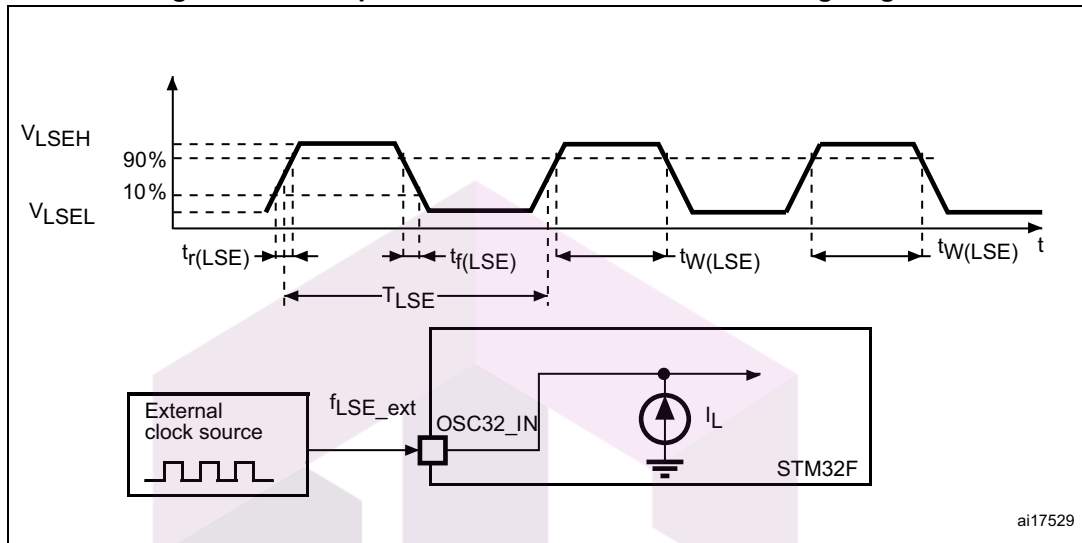 VLSEH
90%
10%
VLSEL
tr(LSE)
tf(LSE)
tW(LSE)
tW(LSE)
t
TLSE
External
clock source
fLSE_ext
OSC32_IN
IL
STM32F
ai17529